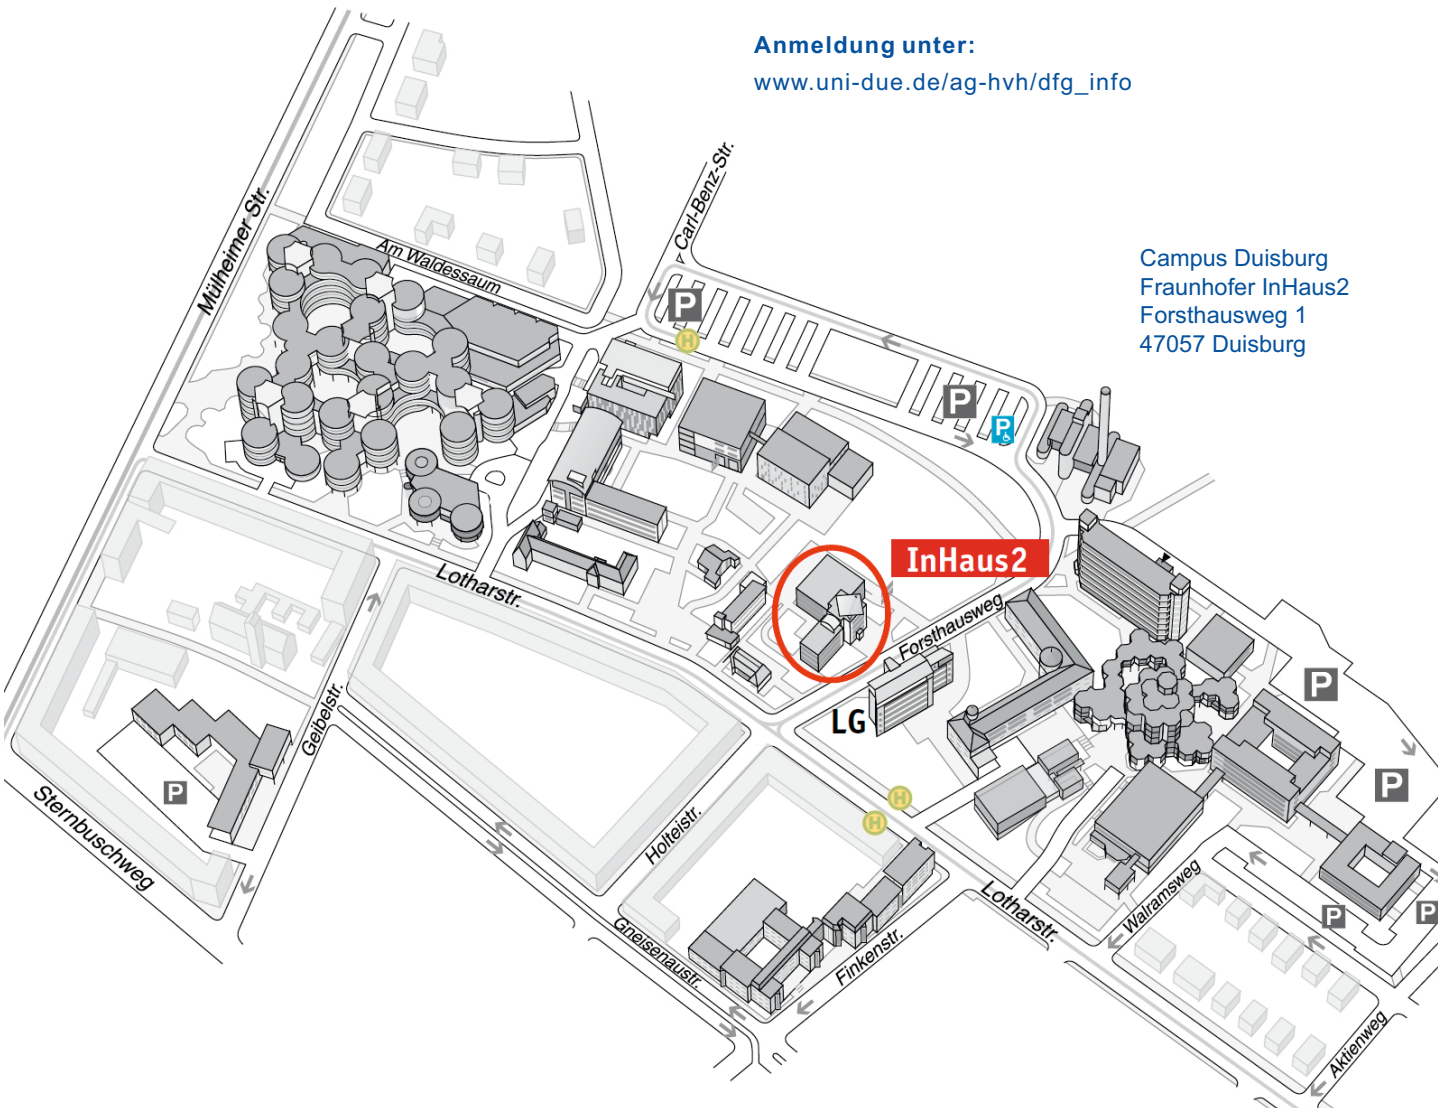 Anmeldung unter:
www.uni-due.de/ag-hvh/dfg_info
Carl-Benz-Str.
Mülheimer Str.
Am Waldessaum
Campus Duisburg
Fraunhofer InHaus2
Forsthausweg 1
47057 Duisburg
P
H
P
P
InHaus2
Lotharstr.
Forsthausweg
LG
P
Geibelstr.
P
P
Sternbuschweg
H
H
Holteistr.
Lotharstr.
Walramsweg
P
P
Gneisenaustr.
Finkenstr.
Aktienweg